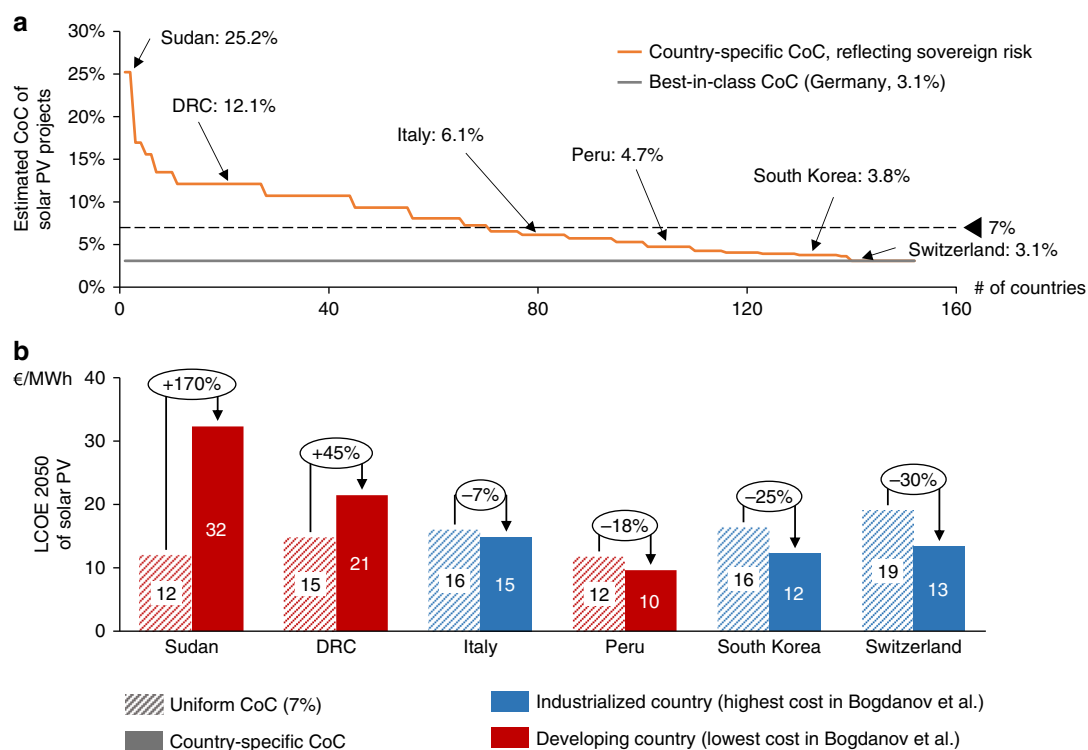 a
30%
25%
20%
15%
10%
5%
0%
Estimated CoC of
solar PV projects
Sudan: 25.2%
DRC: 12.1%
Italy: 6.1%
Peru: 4.7%
South Korea: 3.8%
Switzerland: 3.1%
Country-specific CoC, reflecting sovereign risk
Best-in-class CoC (Germany, 3.1%)
7%
# of countries
0
40
80
120
160
b
€/MWh
40
30
20
10
0
LCOE 2050
of solar PV
+170%
+45%
–7%
–18%
–25%
–30%
12
32
15
21
16
15
12
10
16
12
19
13
Sudan
DRC
Italy
Peru
South Korea
Switzerland
Uniform CoC (7%)
Country-specific CoC
Industrialized country (highest cost in Bogdanov et al.)
Developing country (lowest cost in Bogdanov et al.)